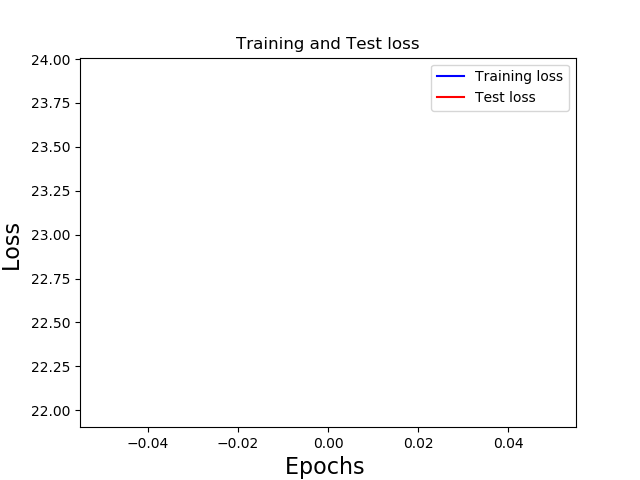 Training and Test loss
Training loss
Test loss
24.00
23.75
23.50
23.25
23.00
22.75
22.50
22.25
22.00
Loss
−0.04
−0.02
0.00
0.02
0.04
Epochs